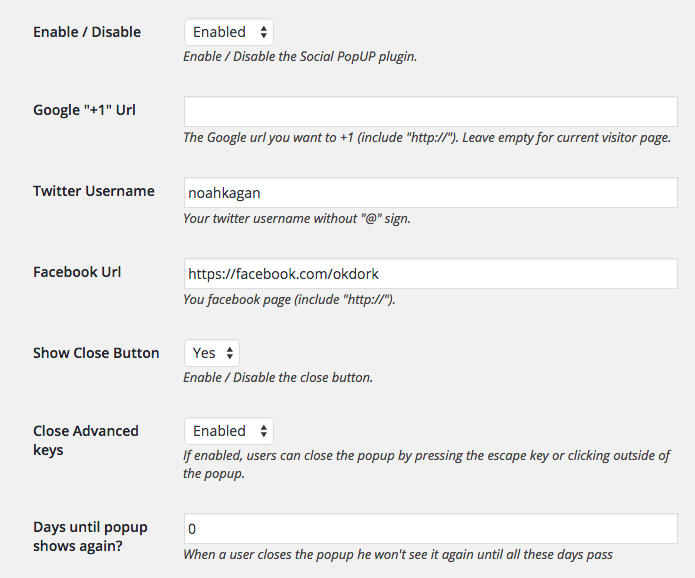 Enable / Disable
Enabled
Enable / Disable the Social PopUP plugin.
Google "+1" Url
The Google url you want to +1 (include "http://"). Leave empty for current visitor page.
Twitter Username
noahkagan
Your twitter username without "@" sign.
Facebook Url
https://facebook.com/okdork
You facebook page (include "http://").
Show Close Button
Yes
Enable / Disable the close button.
Close Advanced
keys
Enabled
If enabled, users can close the popup by pressing the escape key or clicking outside of
the popup.
Days until popup
shows again?
0
When a user closes the popup he won't see it again until all these days pass